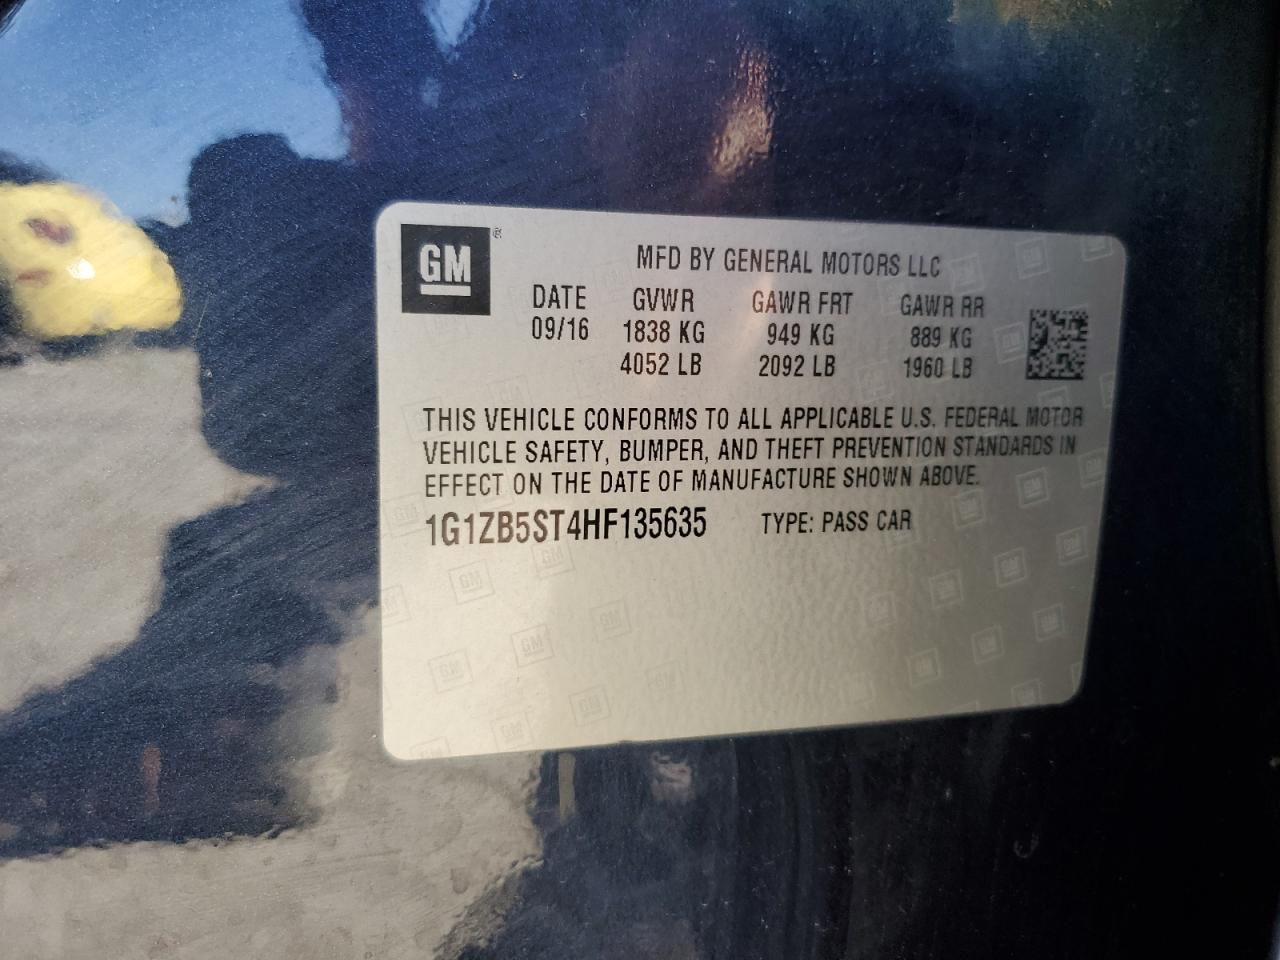 GM ®
MFD BY GENERAL MOTORS LLC
DATE GVWR GAWR FRT GAWR RR
09/16 1838 KG 949 KG 889 KG
4052 LB 2092 LB 1960 LB
THIS VEHICLE CONFORMS TO ALL APPLICABLE U.S. FEDERAL MOTOR
VEHICLE SAFETY, BUMPER, AND THEFT PREVENTION STANDARDS IN
EFFECT ON THE DATE OF MANUFACTURE SHOWN ABOVE.
1G1ZB5ST4HF135635 TYPE: PASS CAR